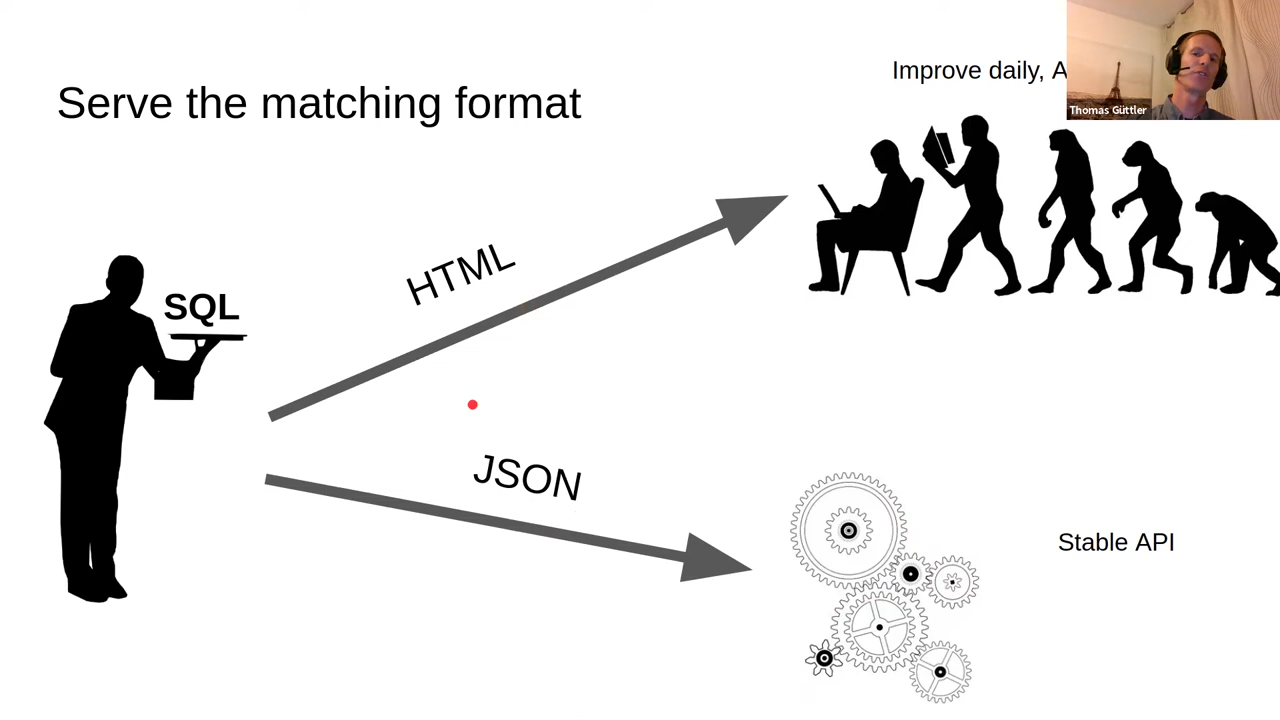 Improve daily,
Thomas Güttler
Serve the matching format
HTML
SQL
JSON
Stable API